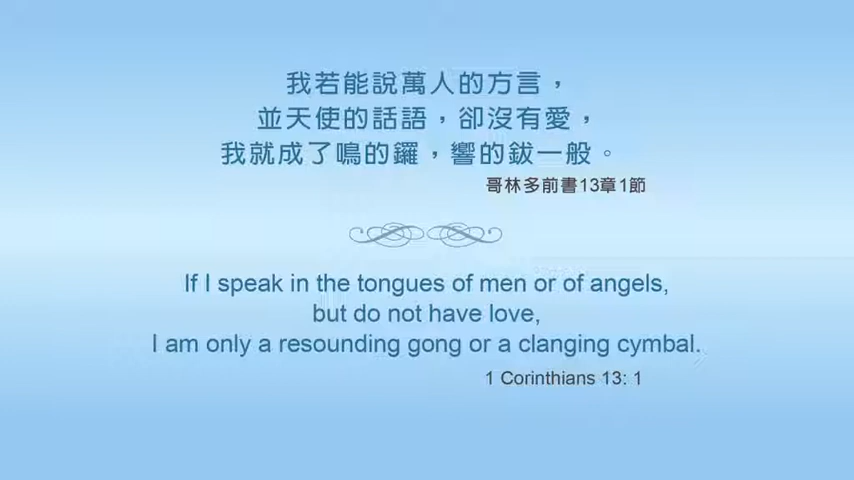 我若能說萬人的方言，
並天使的話語，卻沒有愛，
我就成了鳴的鑼，響的鈸一般。
哥林多前書13章1節
If I speak in the tongues of men or of angels,
but do not have love,
I am only a resounding gong or a clanging cymbal.
1 Corinthians 13: 1